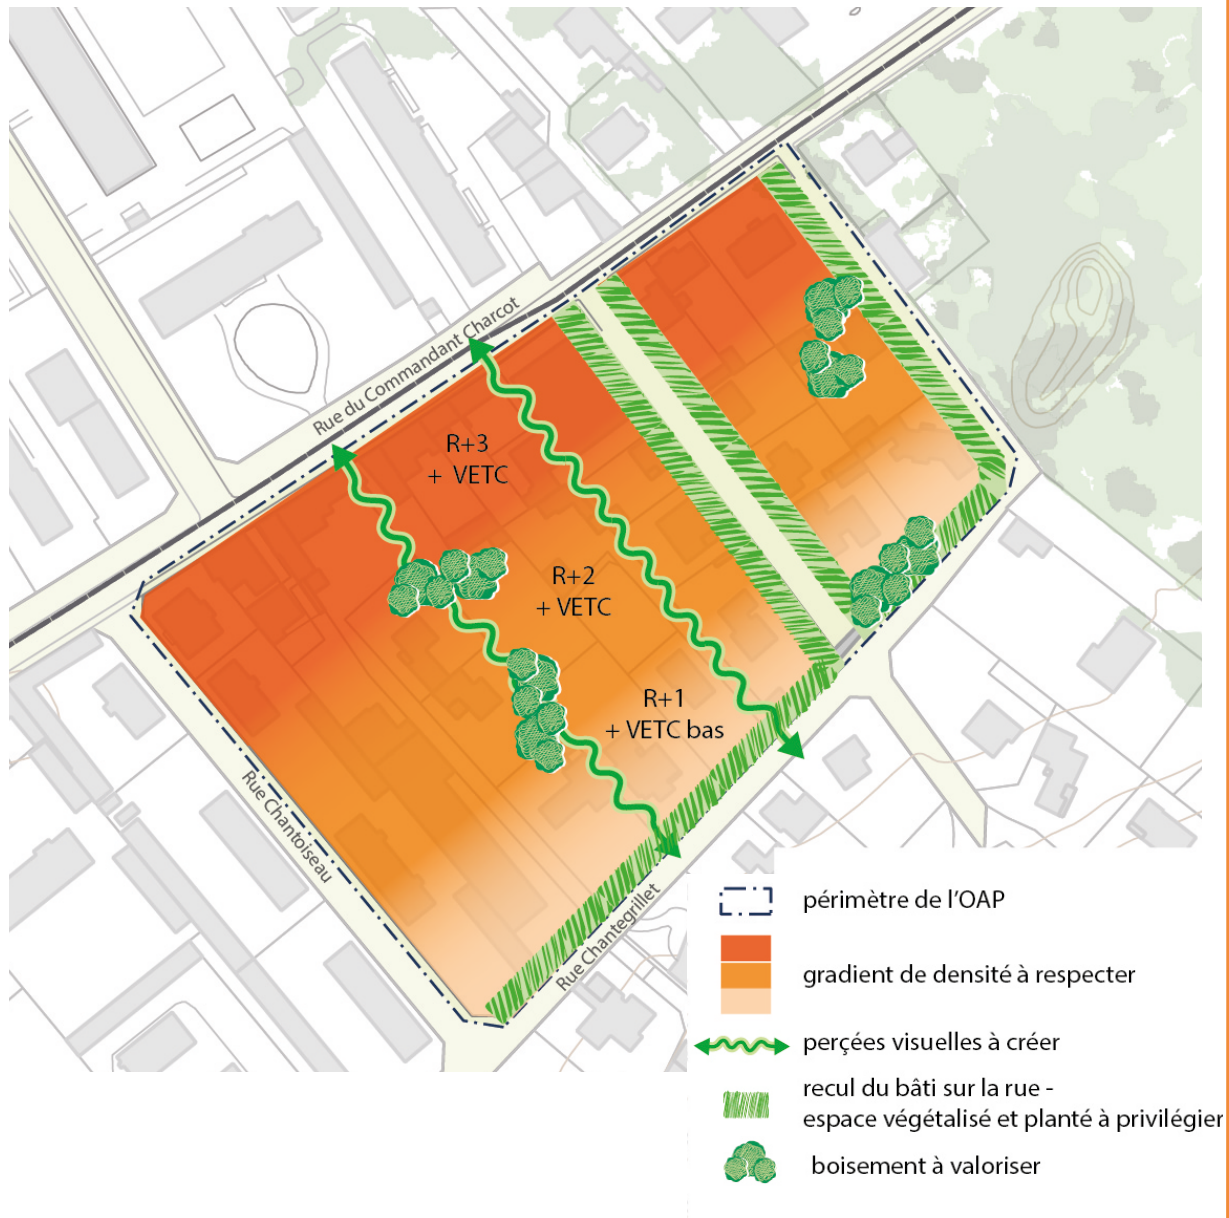 Rue du Commandant Charcot
R+3
+ VETC
R+2
+ VETC
R+1
+ VETC bas
Rue Chantoiseau
Rue Chantegrillet
périmètre de l'OAP
gradient de densité à respecter
perçées visuelles à créer
recul du bâti sur la rue -
espace végétalisé et planté à privilégier
boisement à valoriser